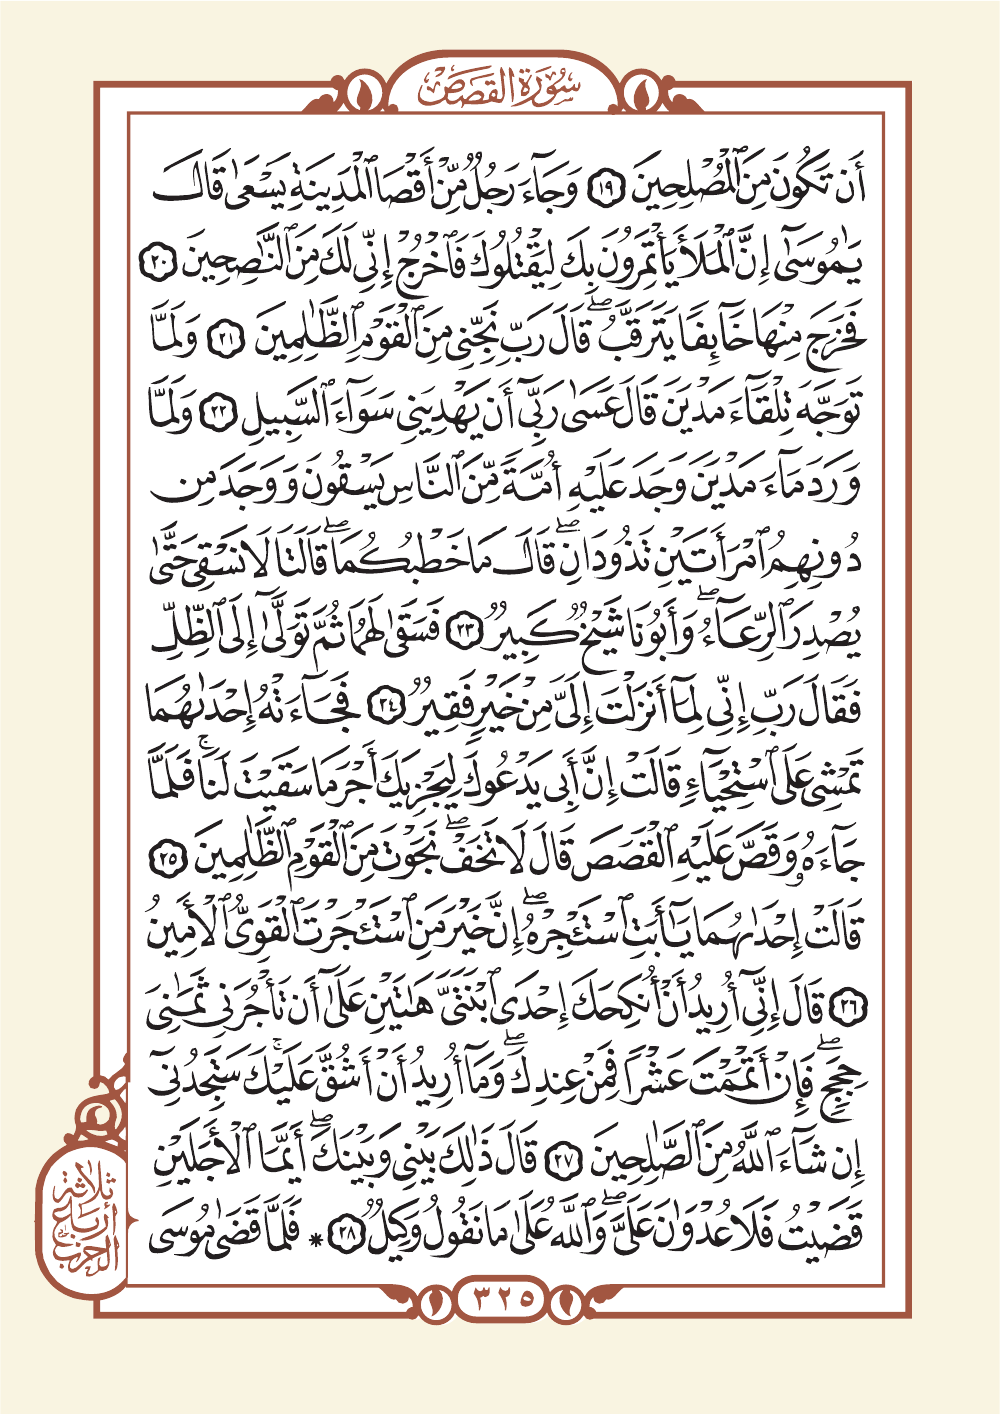 سُورَةُ القَصَصِ
أَن تَكُونَ مِنَ ٱلۡمُصۡلِحِينَ ١٩ وَجَآءَ رَجُلٞ مِّنۡ أَقۡصَا ٱلۡمَدِينَةِ يَسۡعَىٰ قَالَ
يَٰمُوسَىٰٓ إِنَّ ٱلۡمَلَأَ يَأۡتَمِرُونَ بِكَ لِيَقۡتُلُوكَ فَٱخۡرُجۡ إِنِّي لَكَ مِنَ ٱلنَّٰصِحِينَ ٢٠
فَخَرَجَ مِنۡهَا خَآئِفٗا يَتَرَقَّبُۖ قَالَ رَبِّ نَجِّنِي مِنَ ٱلۡقَوۡمِ ٱلظَّٰلِمِينَ ٢١ وَلَمَّا
تَوَجَّهَ تِلۡقَآءَ مَدۡيَنَ قَالَ عَسَىٰ رَبِّيٓ أَن يَهۡدِيَنِي سَوَآءَ ٱلسَّبِيلِ ٢٢ وَلَمَّا
وَرَدَ مَآءَ مَدۡيَنَ وَجَدَ عَلَيۡهِ أُمَّةٗ مِّنَ ٱلنَّاسِ يَسۡقُونَ وَوَجَدَ مِن
دُونِهِمُ ٱمۡرَأَتَيۡنِ تَذُودَانِۖ قَالَ مَا خَطۡبُكُمَاۖ قَالَتَا لَا نَسۡقِي حَتَّىٰ
يُصۡدِرَ ٱلرِّعَآءُۖ وَأَبُونَا شَيۡخٞ كَبِيرٞ ٢٣ فَسَقَىٰ لَهُمَا ثُمَّ تَوَلَّىٰٓ إِلَى ٱلظِّلِّ
فَقَالَ رَبِّ إِنِّي لِمَآ أَنزَلۡتَ إِلَيَّ مِنۡ خَيۡرٖ فَقِيرٞ ٢٤ فَجَآءَتۡهُ إِحۡدَىٰهُمَا
تَمۡشِي عَلَى ٱسۡتِحۡيَآءٖ قَالَتۡ إِنَّ أَبِي يَدۡعُوكَ لِيَجۡزِيَكَ أَجۡرَ مَا سَقَيۡتَ لَنَاۚ فَلَمَّا
جَآءَهُۥ وَقَصَّ عَلَيۡهِ ٱلۡقَصَصَ قَالَ لَا تَخَفۡۖ نَجَوۡتَ مِنَ ٱلۡقَوۡمِ ٱلظَّٰلِمِينَ ٢٥
قَالَتۡ إِحۡدَىٰهُمَا يَٰٓأَبَتِ ٱسۡتَـٔۡجِرۡهُۖ إِنَّ خَيۡرَ مَنِ ٱسۡتَـٔۡجَرۡتَ ٱلۡقَوِيُّ ٱلۡأَمِينُ
٢٦ قَالَ إِنِّيٓ أُرِيدُ أَنۡ أُنكِحَكَ إِحۡدَى ٱبۡنَتَيَّ هَٰتَيۡنِ عَلَىٰٓ أَن تَأۡجُرَنِي ثَمَٰنِيَ
حِجَجٖۖ فَإِنۡ أَتۡمَمۡتَ عَشۡرٗا فَمِنۡ عِندِكَۖ وَمَآ أُرِيدُ أَنۡ أَشُقَّ عَلَيۡكَۚ سَتَجِدُنِيٓ
إِن شَآءَ ٱللَّهُ مِنَ ٱلصَّٰلِحِينَ ٢٧ قَالَ ذَٰلِكَ بَيۡنِي وَبَيۡنَكَۖ أَيَّمَا ٱلۡأَجَلَيۡنِ
قَضَيۡتُ فَلَا عُدۡوَٰنَ عَلَيَّۖ وَٱللَّهُ عَلَىٰ مَا نَقُولُ وَكِيلٞ ٢٨ * فَلَمَّا قَضَىٰ مُوسَى
ثلاثة
أرباع
الحزب
٣٢٥